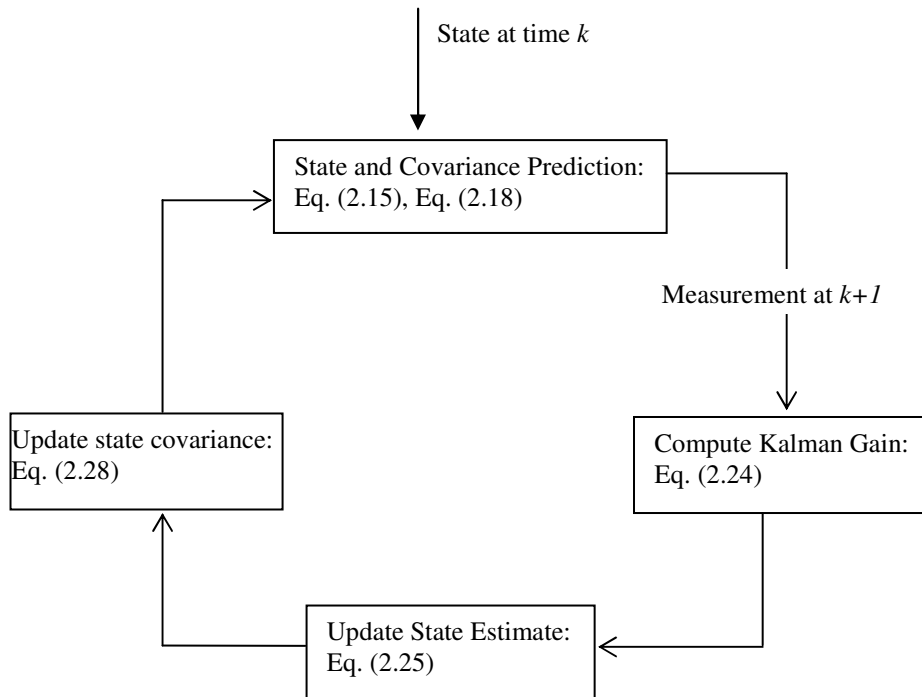 State at time k
State and Covariance Prediction:
Eq. (2.15), Eq. (2.18)
Measurement at k+1
Update state covariance:
Eq. (2.28)
Compute Kalman Gain:
Eq. (2.24)
Update State Estimate:
Eq. (2.25)